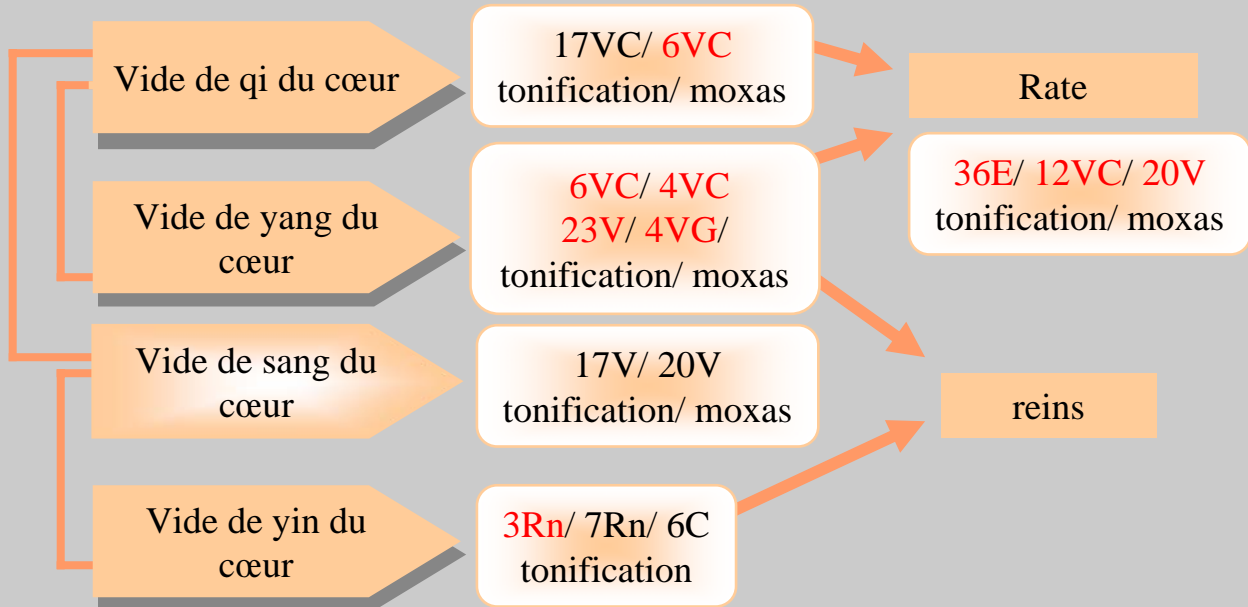 Vide de qi du cœur
17VC/ 6VC
tonification/ moxas
Rate
36E/ 12VC/ 20V
tonification/ moxas
Vide de yang du
cœur
6VC/ 4VC
23V/ 4VG/
tonification/ moxas
Vide de sang du
cœur
17V/ 20V
tonification/ moxas
reins
Vide de yin du
cœur
3Rn/ 7Rn/ 6C
tonification